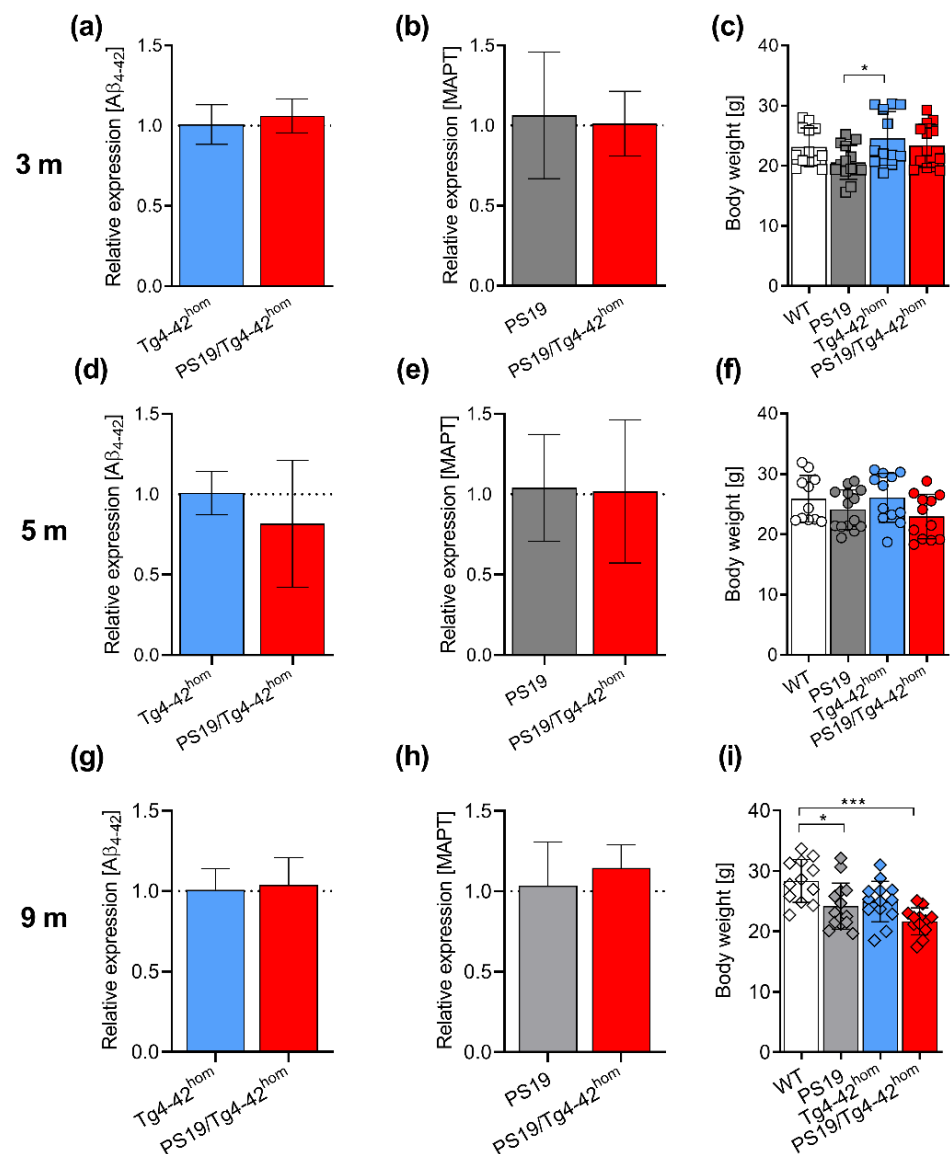 (a) (b) (c)
3 m
Relative expression [Aβ4-42]
1.5
1.0
0.5
0.0
Tg4-42hom
PS19/Tg4-42hom
Relative expression [MAPT]
1.5
1.0
0.5
0.0
PS19
PS19/Tg4-42hom
Body weight [g]
40
30
20
10
0
*
WT
PS19
Tg4-42hom
PS19/Tg4-42hom
(d) (e) (f)
5 m
Relative expression [Aβ4-42]
1.5
1.0
0.5
0.0
Tg4-42hom
PS19/Tg4-42hom
Relative expression [MAPT]
1.5
1.0
0.5
0.0
PS19
PS19/Tg4-42hom
Body weight [g]
40
30
20
10
0
WT
PS19
Tg4-42hom
PS19/Tg4-42hom
(g) (h) (i)
9 m
Relative expression [Aβ4-42]
1.5
1.0
0.5
0.0
Tg4-42hom
PS19/Tg4-42hom
Relative expression [MAPT]
1.5
1.0
0.5
0.0
PS19
PS19/Tg4-42hom
Body weight [g]
40
30
20
10
0
***
*
WT
PS19
Tg4-42hom
PS19/Tg4-42hom